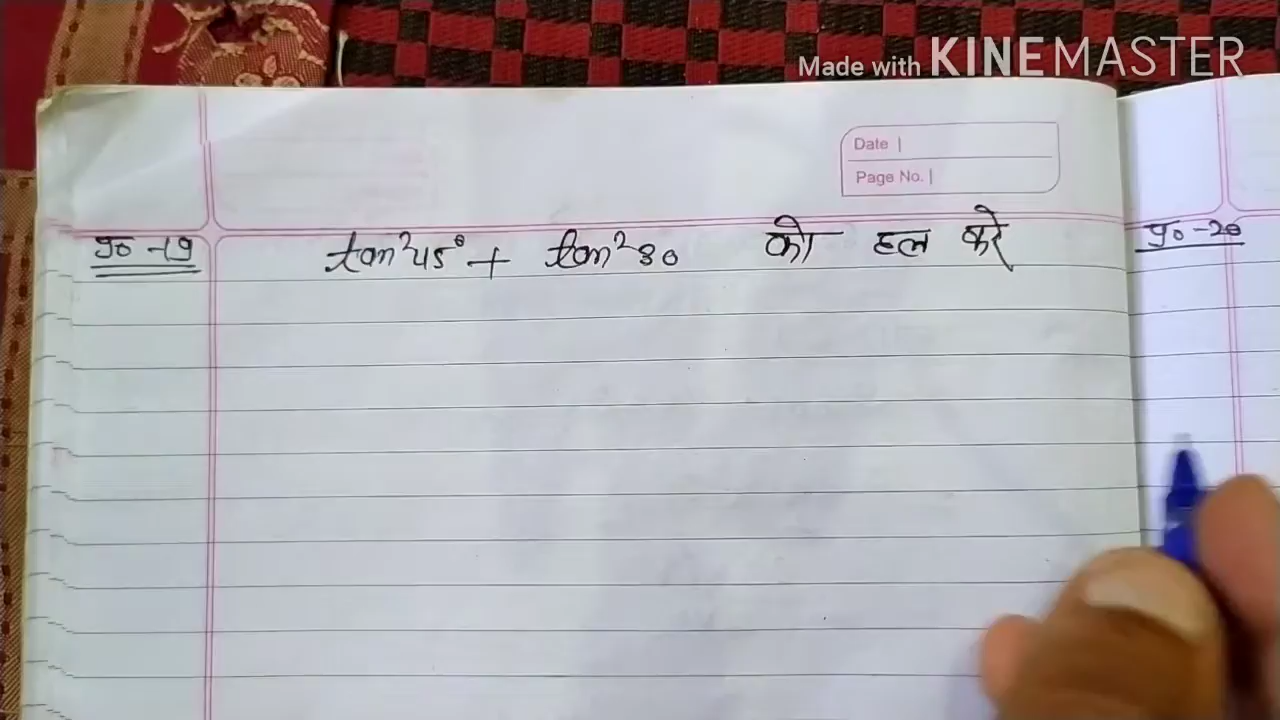 Made with KINEMASTER
Date
Page No.
प्र० -19 tan²45° + tan²30 को हल करे
प्र० -20